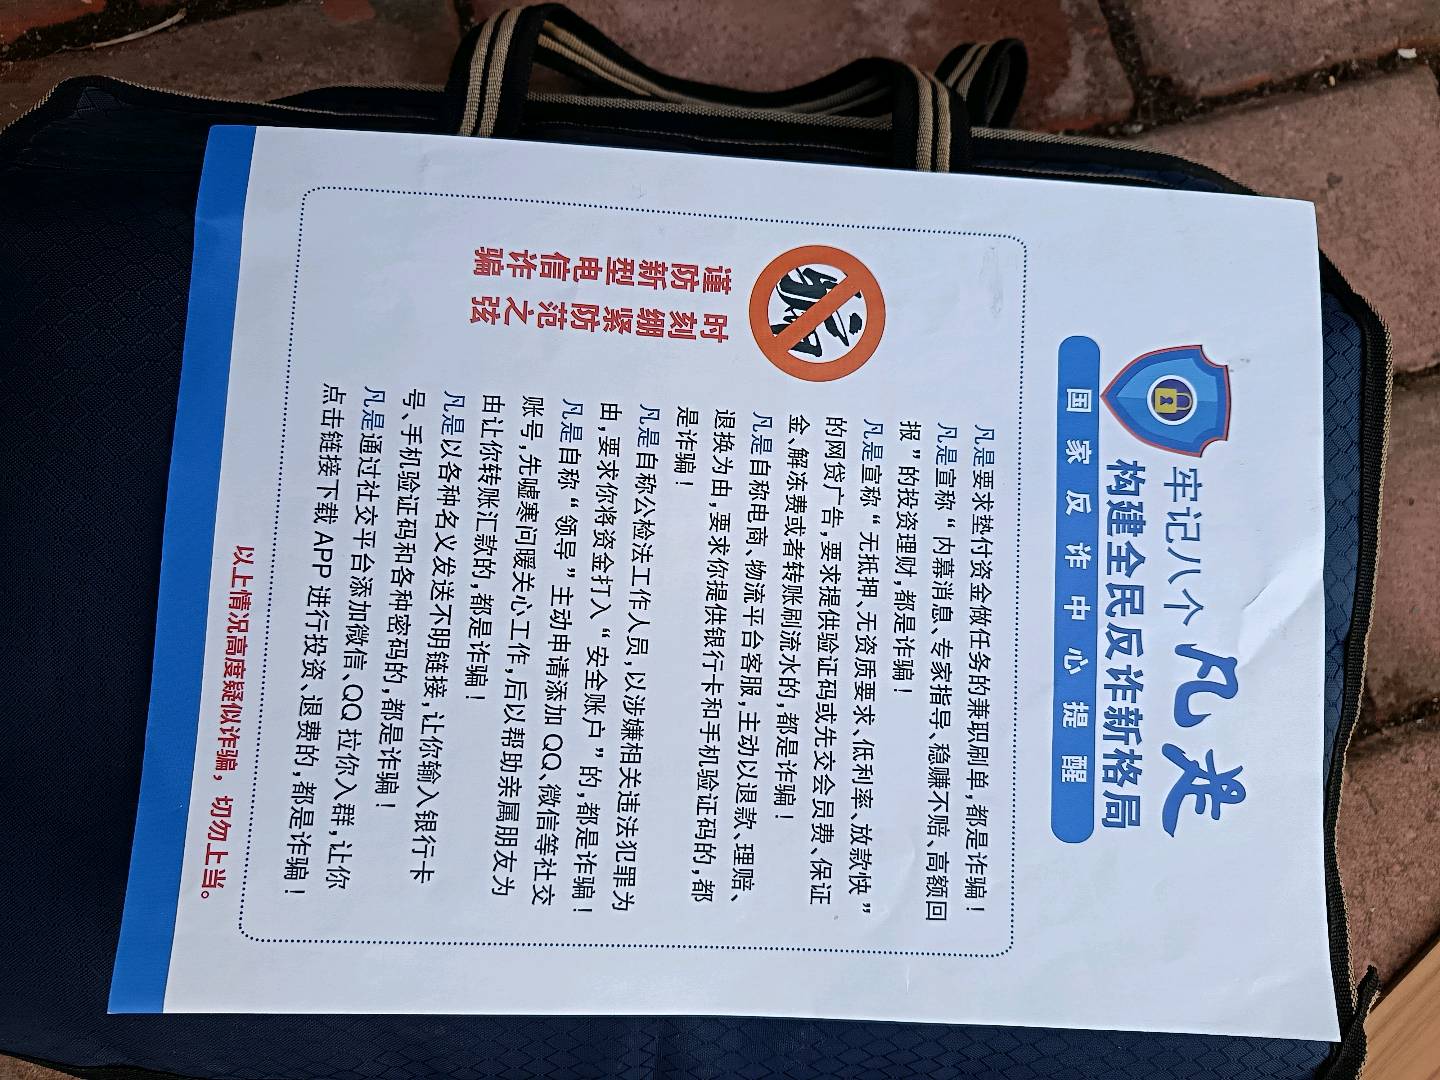 牢记八个凡是
构建全民反诈新格局
国家反诈中心提醒
凡是要求垫付资金做任务的兼职刷单,都是诈骗!
凡是宣称“内幕消息、专家指导、稳赚不赔、高额回
报”的投资理财,都是诈骗!
凡是宣称“无抵押、无资质要求、低利率、放款快”
的网贷广告,要求提供验证码或先交会员费、保证
金、解冻费或者转账刷流水的,都是诈骗!
凡是自称电商、物流平台客服,主动以退款、理赔、
退换为由,要求你提供银行卡和手机验证码的,都
是诈骗!
凡是自称公检法工作人员,以涉嫌相关违法犯罪为
由,要求你将资金打入“安全账户”的,都是诈骗!
凡是自称“领导”主动申请添加QQ、微信等社交
账号,先嘘寒问暖关心工作,后以帮助亲属朋友为
由让你转账汇款的,都是诈骗!
凡是以各种名义发送不明链接,让你输入银行卡
号、手机验证码和各种密码的,都是诈骗!
凡是通过社交平台添加微信、QQ拉你入群,让你
点击链接下载APP进行投资、退费的,都是诈骗!
骗
时刻绷紧防范之弦
谨防新型电信诈骗
以上情况高度疑似诈骗,切勿上当。